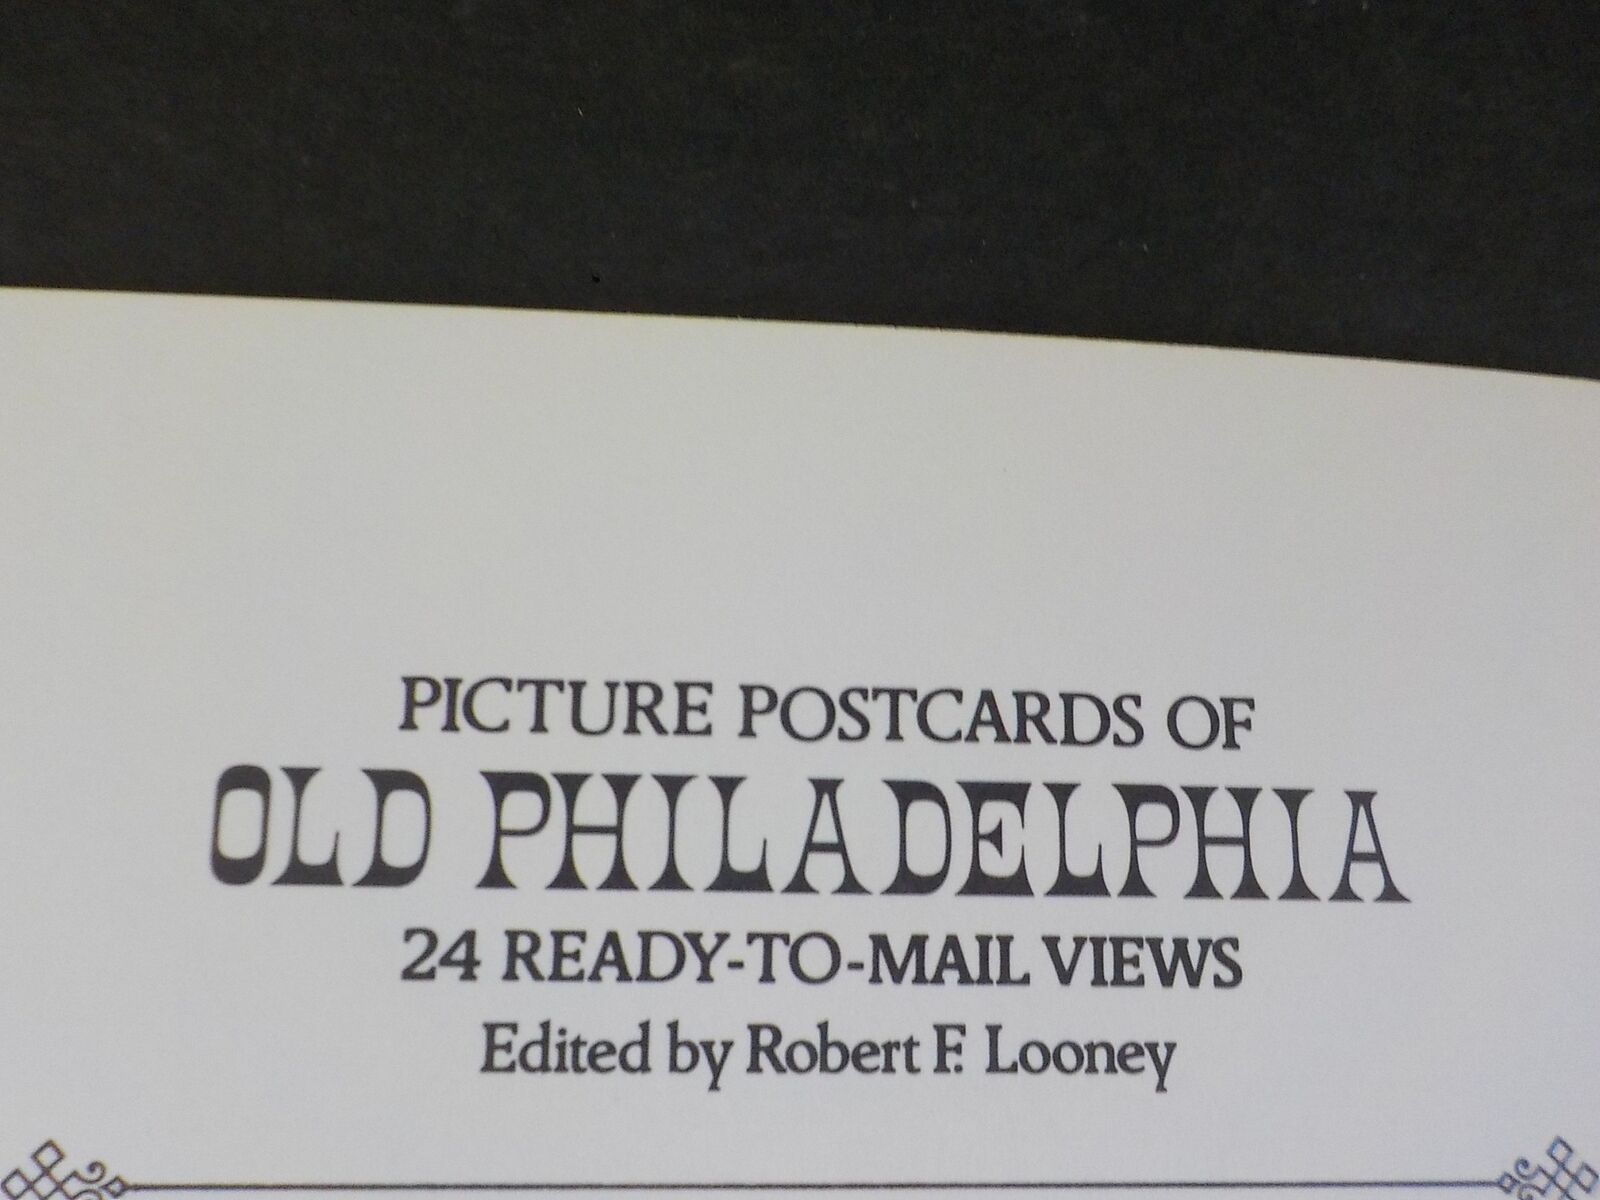 PICTURE POSTCARDS OF
OLD PHILADELPHIA
24 READY-TO-MAIL VIEWS
Edited by Robert F. Looney